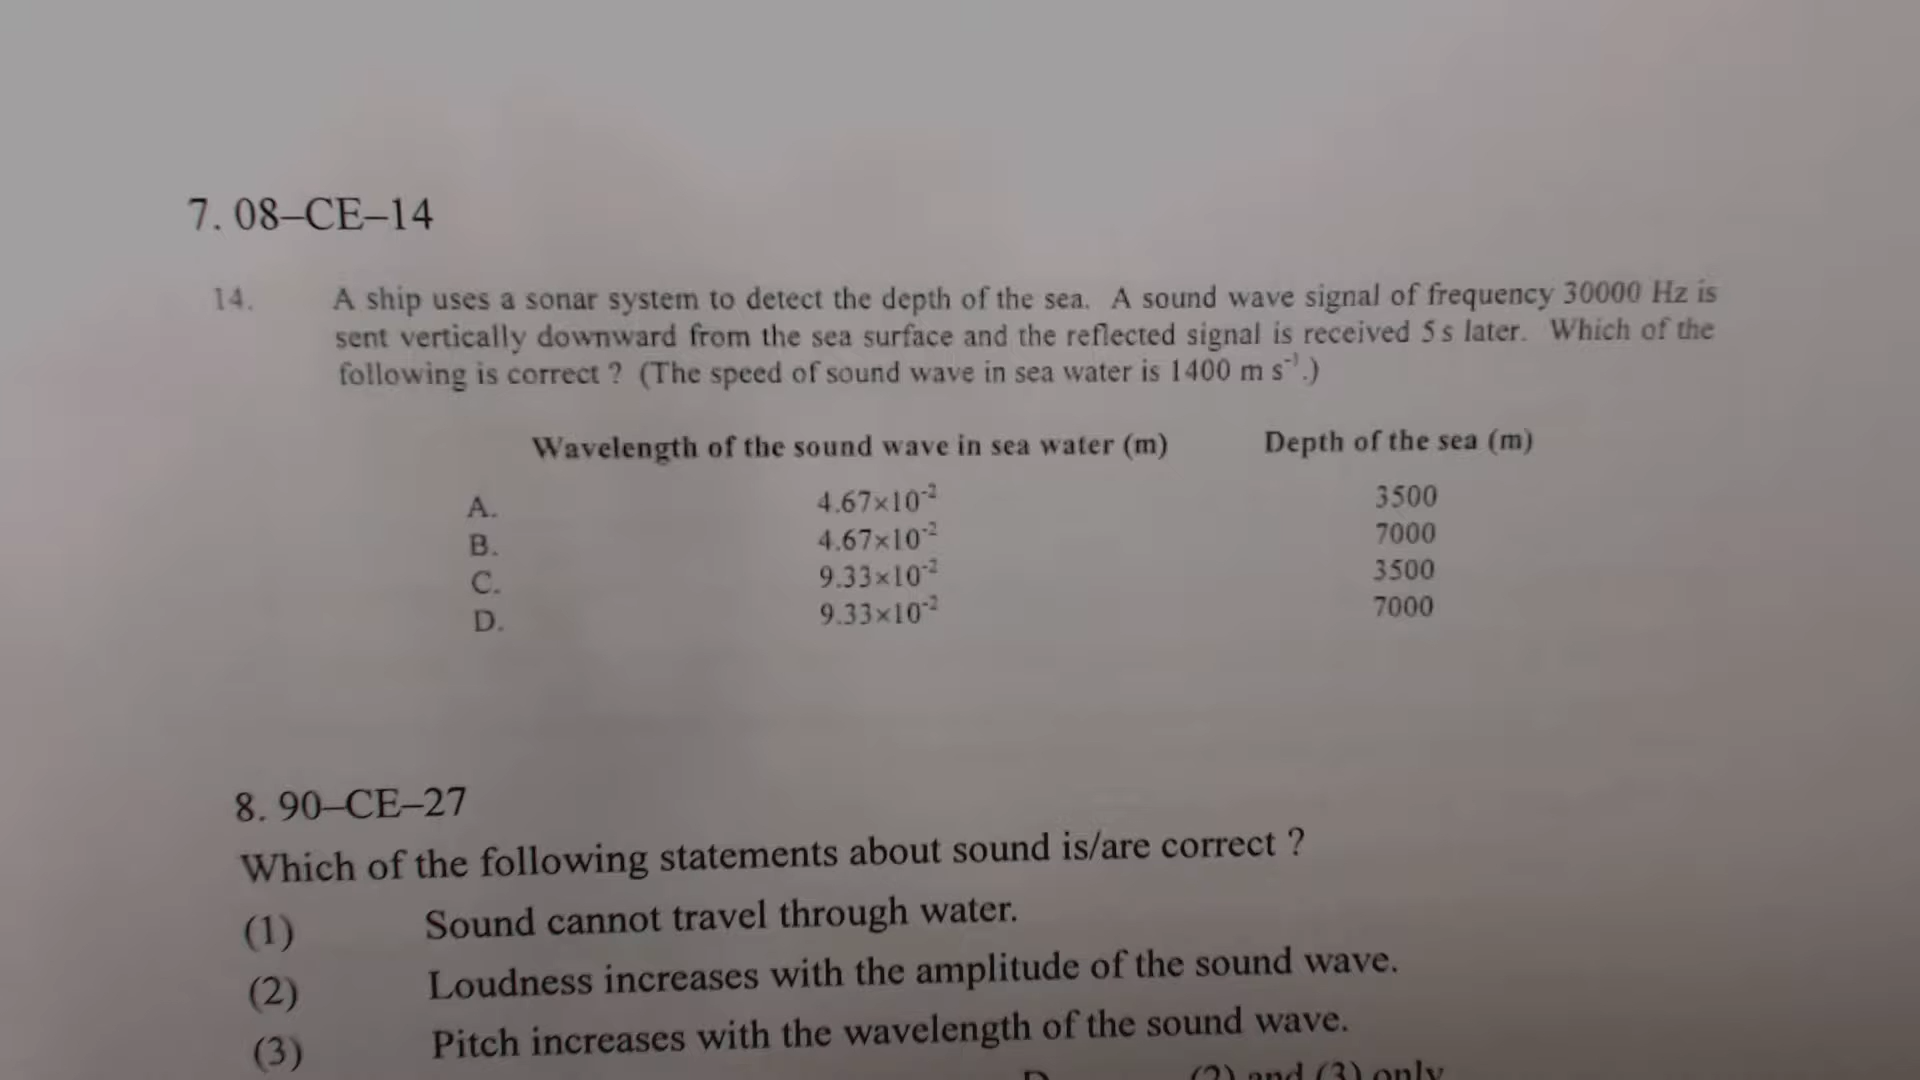 7. 08–CE–14
14. A ship uses a sonar system to detect the depth of the sea. A sound wave signal of frequency 30000 Hz is
sent vertically downward from the sea surface and the reflected signal is received 5 s later. Which of the
following is correct ? (The speed of sound wave in sea water is 1400 m s⁻¹.)
Wavelength of the sound wave in sea water (m) Depth of the sea (m)
A. 4.67×10⁻² 3500
B. 4.67×10⁻² 7000
C. 9.33×10⁻² 3500
D. 9.33×10⁻² 7000
8. 90–CE–27
Which of the following statements about sound is/are correct ?
(1) Sound cannot travel through water.
(2) Loudness increases with the amplitude of the sound wave.
(3) Pitch increases with the wavelength of the sound wave.
(2) and (3) only